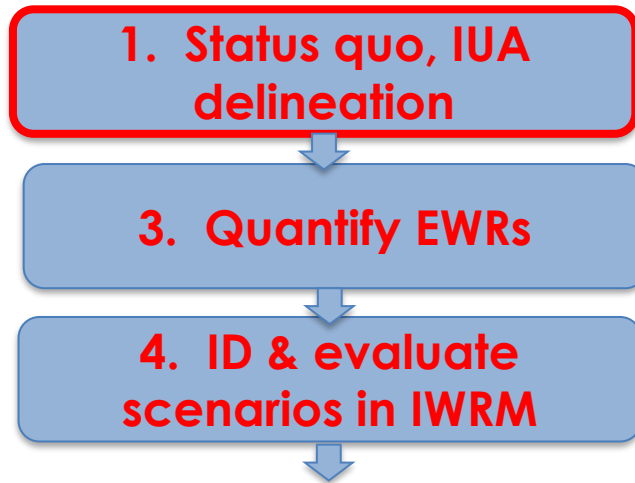 1. Status quo, IUA
delineation
3. Quantify EWRs
4. ID & evaluate
scenarios in IWRM